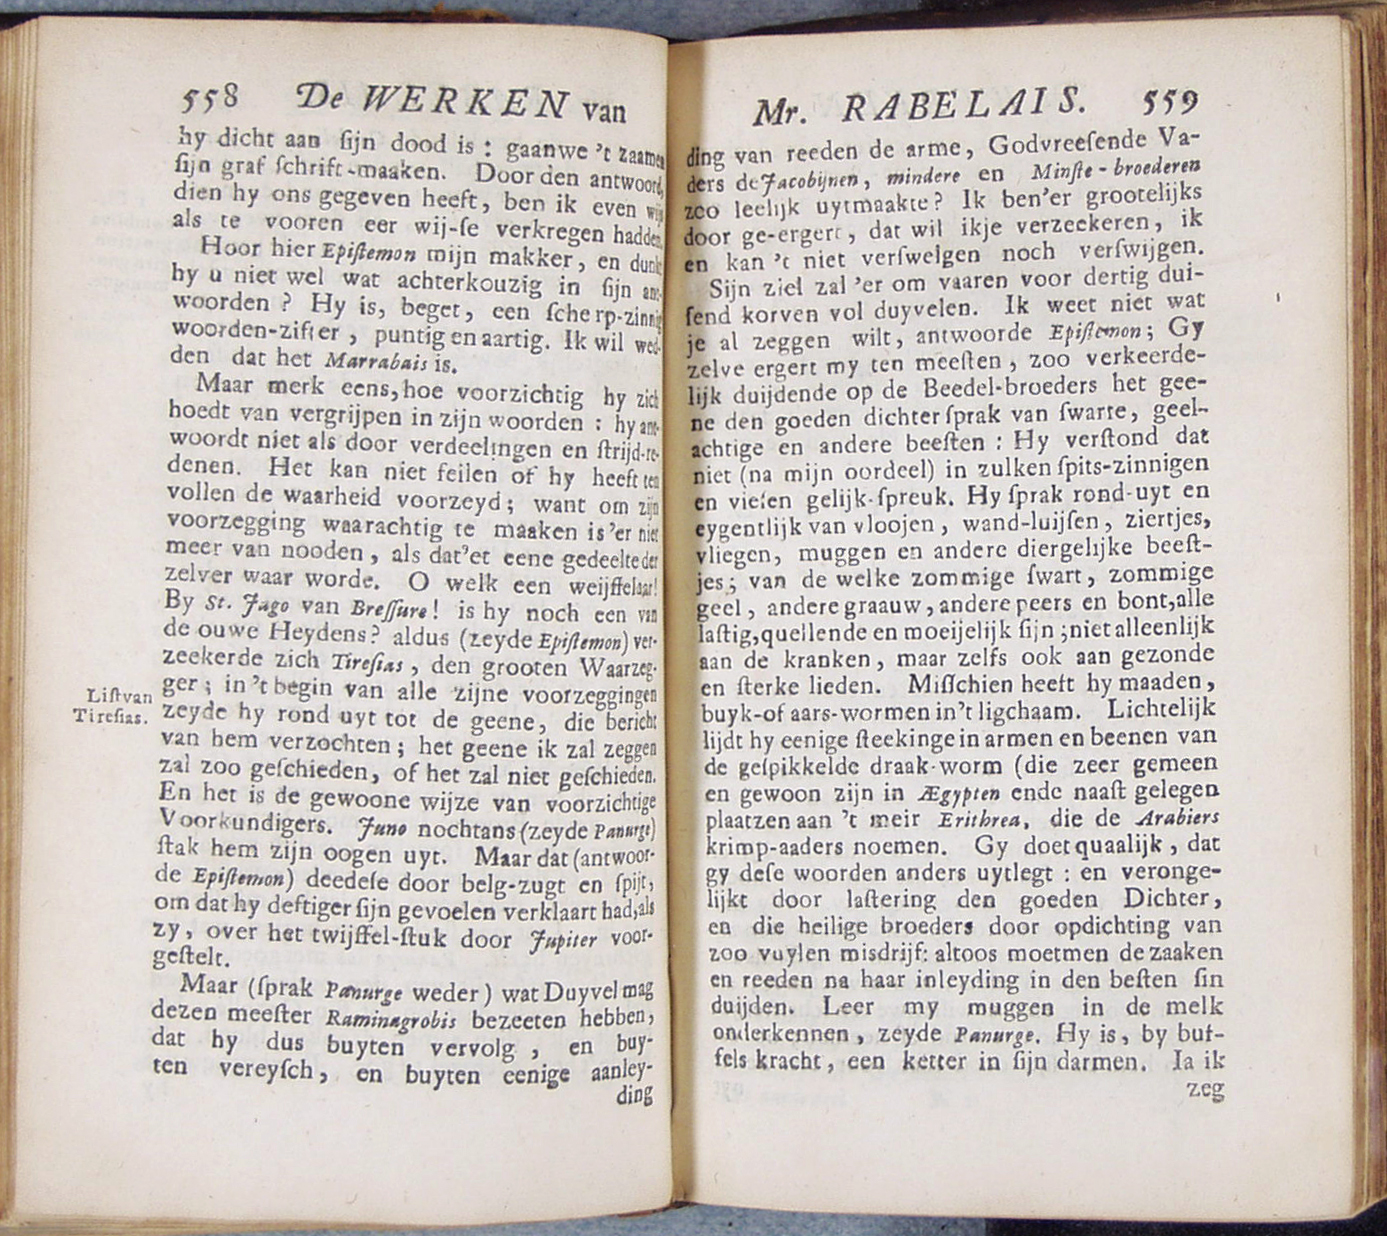 558 De WERKEN van
hy dicht aan ſijn dood is : gaanwe 't zaamen
ſijn graf ſchrift-maaken. Door den antwoord,
dien hy ons gegeven heeft, ben ik even wijs
als te vooren eer wij-ſe verkregen hadden.
Hoor hier Epiſtemon mijn makker, en dunkt
hy u niet wel wat achterkouzig in ſijn ant-
woorden ? Hy is, beget, een ſcherp-zinnig
woorden-zifter, puntig en aartig. Ik wil wed-
den dat het Marrabais is.
Maar merk eens, hoe voorzichtig hy zich
hoedt van vergrijpen in zijn woorden : hy ant-
woordt niet als door verdeelingen en ſtrijd-re-
denen. Het kan niet feilen of hy heeft ten
vollen de waarheid voorzeyd; want om zijn
voorzegging waarachtig te maaken is 'er niet
meer van nooden, als dat'et eene gedeelte der
zelver waar worde. O welk een weijffelaar!
By St. Jago van Breſſure! is hy noch een van
de ouwe Heydens? aldus (zeyde Epiſtemon) ver-
zeekerde zich Tireſias, den grooten Waarzeg-
ger; in 't begin van alle zijne voorzeggingen
Liſt van
Tireſias.
zeyde hy rond uyt tot de geene, die bericht
van hem verzochten; het geene ik zal zeggen
zal zoo geſchieden, of het zal niet geſchieden.
En het is de gewoone wijze van voorzichtige
Voorkundigers. Juno nochtans (zeyde Panurge)
ſtak hem zijn oogen uyt. Maar dat (antwoor-
de Epiſtemon) deedeſe door belg-zugt en ſpijt,
om dat hy deftiger ſijn gevoelen verklaart had, als
zy, over het twijffel-ſtuk door Jupiter voor-
geſtelt.
Maar (ſprak Panurge weder) wat Duyvel mag
dezen meeſter Raminagrobis bezeeten hebben,
dat hy dus buyten vervolg, en buy-
ten vereyſch, en buyten eenige aanley-
ding
Mr. RABELAIS. 559
ding van reeden de arme, Godvreeſende Va-
ders de Jacobijnen, mindere en Minſte-broederen
zoo leelijk uytmaakte? Ik ben'er grootelijks
door ge-ergert, dat wil ikje verzeekeren, ik
en kan 't niet verſwelgen noch verſwijgen.
Sijn ziel zal 'er om vaaren voor dertig dui-
ſend korven vol duyvelen. Ik weet niet wat
je al zeggen wilt, antwoorde Epiſtemon; Gy
zelve ergert my ten meeſten, zoo verkeerde-
lijk duijdende op de Beedel-broeders het gee-
ne den goeden dichter ſprak van ſwarte, geel-
achtige en andere beeſten : Hy verſtond dat
niet (na mijn oordeel) in zulken ſpits-zinnigen
en vieſen gelijk-ſpreuk. Hy ſprak rond-uyt en
eygentlijk van vloojen, wand-luijſen, ziertjes,
vliegen, muggen en andere diergelijke beeſt-
jes; van de welke zommige ſwart, zommige
geel, andere graauw, andere peers en bont, alle
laſtig, quellende en moeijelijk ſijn; niet alleenlijk
aan de kranken, maar zelfs ook aan gezonde
en ſterke lieden. Miſſchien heeft hy maaden,
buyk-of aars-wormen in't ligchaam. Lichtelijk
lijdt hy eenige ſteekinge in armen en beenen van
de geſpikkelde draak-worm (die zeer gemeen
en gewoon zijn in Ægypten ende naaſt gelegen
plaatzen aan 't meir Erithrea, die de Arabiers
krimp-aaders noemen. Gy doet quaalijk, dat
gy deſe woorden anders uytlegt : en veronge-
lijkt door laſtering den goeden Dichter,
en die heilige broeders door opdichting van
zoo vuylen misdrijf: altoos moetmen de zaaken
en reeden na haar inleyding in den beſten ſin
duijden. Leer my muggen in de melk
onderkennen, zeyde Panurge. Hy is, by buf-
fels kracht, een ketter in ſijn darmen. Ja ik
zeg